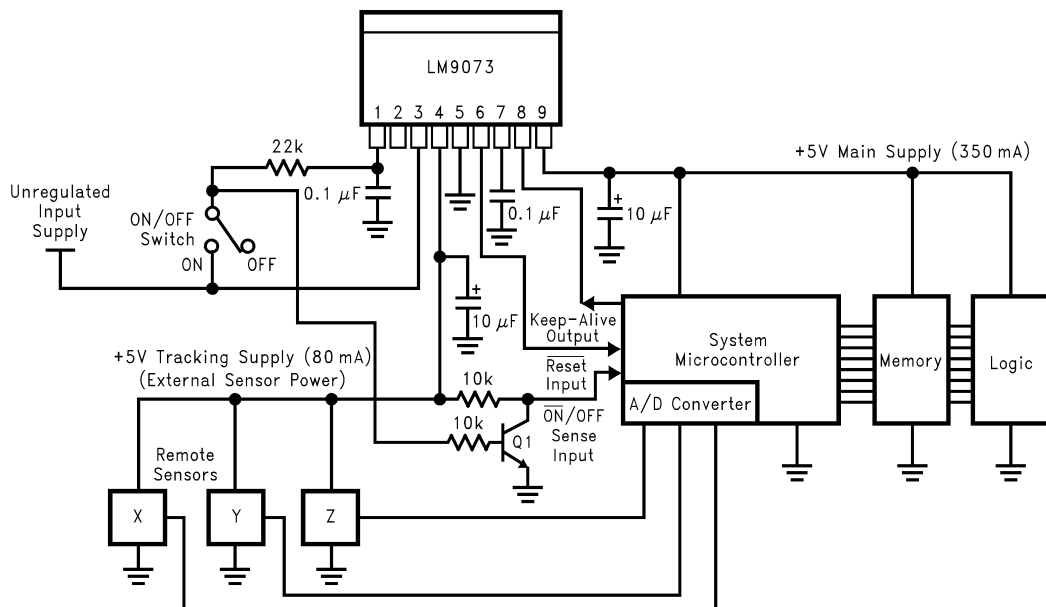 LM9073
1 2 3 4 5 6 7 8 9
22k
0.1 μF
0.1 μF
+
10 μF
+5V Main Supply (350 mA)
Unregulated
Input
Supply
ON/OFF
Switch
ON
OFF
+
10 μF
Keep-Alive
Output
Reset
Input
System
Microcontroller
A/D Converter
Memory
Logic
+5V Tracking Supply (80 mA)
(External Sensor Power)
10k
10k
Q1
ON/OFF
Sense
Input
Remote
Sensors
X
Y
Z